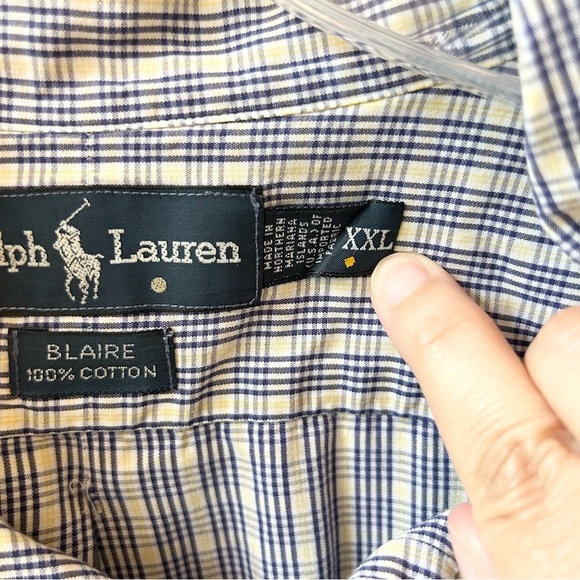 lph Lauren
MADE IN
NORTHERN
MARIANA
ISLANDS
U.S.A.) OF
IMPORTED
FABRIC
XXL
BLAIRE
100% COTTON